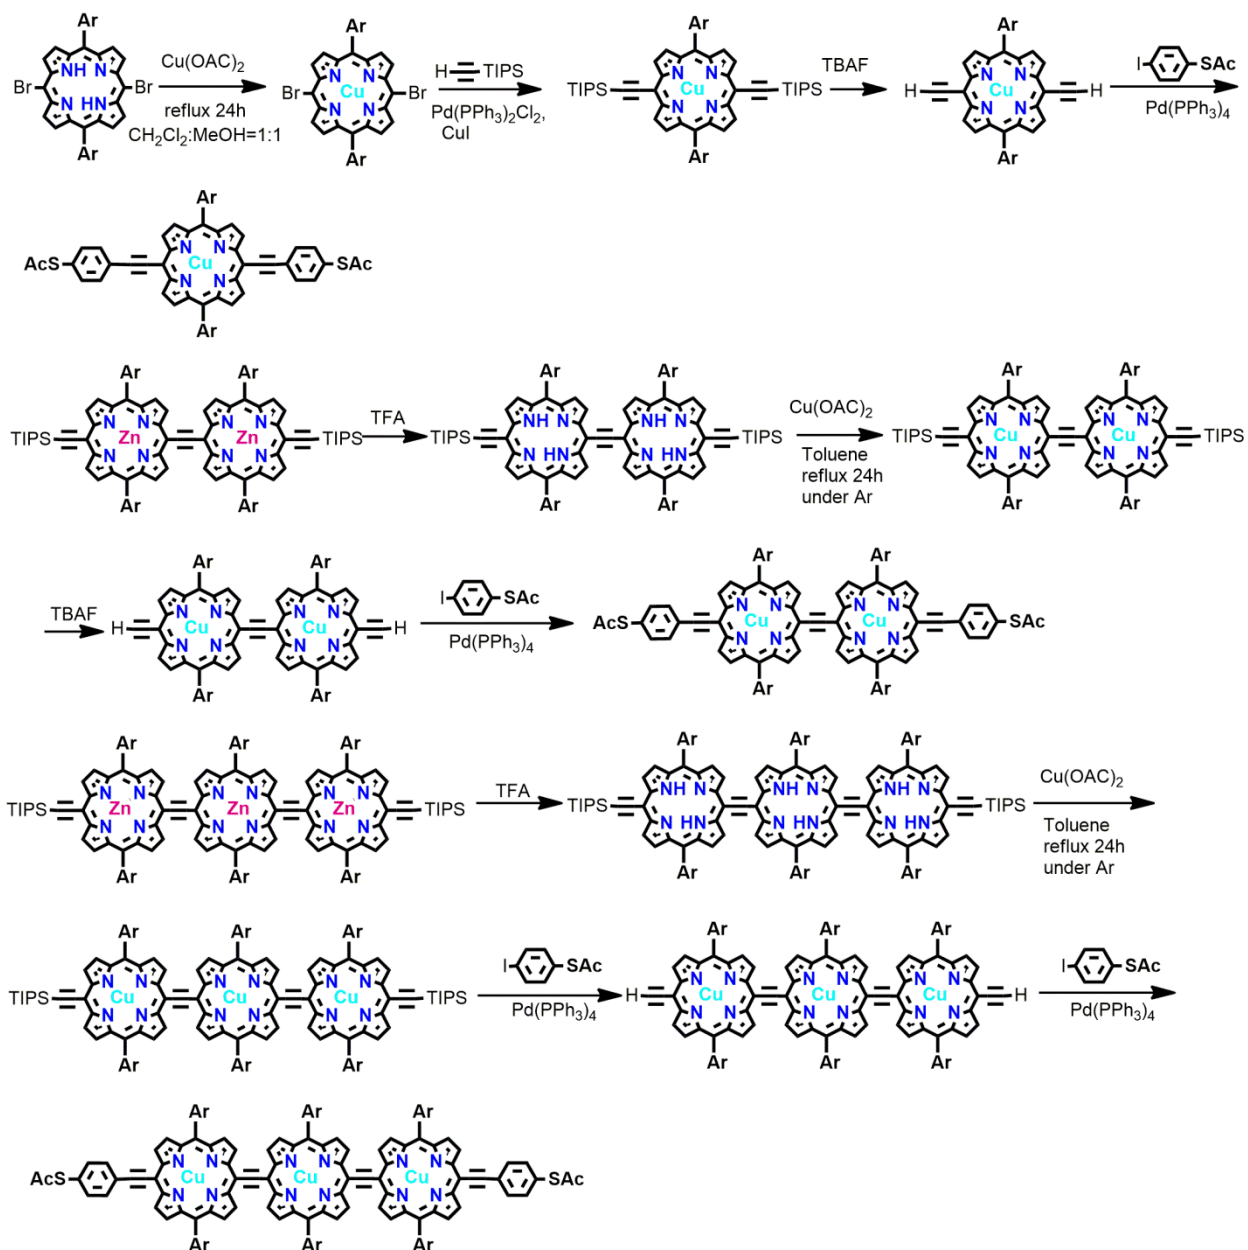 Ar
Cu(OAC)₂
reflux 24h
CH₂Cl₂:MeOH=1:1
Br NH N N HN Br
Ar
Ar
Br N N Cu N N Br
Ar
H TIPS
Pd(PPh₃)₂Cl₂,
CuI
Ar
TIPS N N Cu N N TIPS
Ar
TBAF
Ar
H N N Cu N N H
Ar
I SAc
Pd(PPh₃)₄
Ar
AcS N N Cu N N SAc
Ar
Ar Ar
TIPS N N Zn N N N N Zn N N TIPS
Ar Ar
TFA
Ar Ar
TIPS NH N N HN NH N N HN TIPS
Ar Ar
Cu(OAC)₂
Toluene
reflux 24h
under Ar
Ar Ar
TIPS N N Cu N N N N Cu N N TIPS
Ar Ar
TBAF
Ar Ar
H N N Cu N N N N Cu N N H
Ar Ar
I SAc
Pd(PPh₃)₄
Ar Ar
AcS N N Cu N N N N Cu N N SAc
Ar Ar
Ar Ar Ar
TIPS N N Zn N N N N Zn N N N N Zn N N TIPS
Ar Ar Ar
TFA
Ar Ar Ar
TIPS NH N N HN NH N N HN NH N N HN TIPS
Ar Ar Ar
Cu(OAC)₂
Toluene
reflux 24h
under Ar
Ar Ar Ar
TIPS N N Cu N N N N Cu N N N N Cu N N TIPS
Ar Ar Ar
I SAc
Pd(PPh₃)₄
Ar Ar Ar
H N N Cu N N N N Cu N N N N Cu N N H
Ar Ar Ar
I SAc
Pd(PPh₃)₄
Ar Ar Ar
AcS N N Cu N N N N Cu N N N N Cu N N SAc
Ar Ar Ar